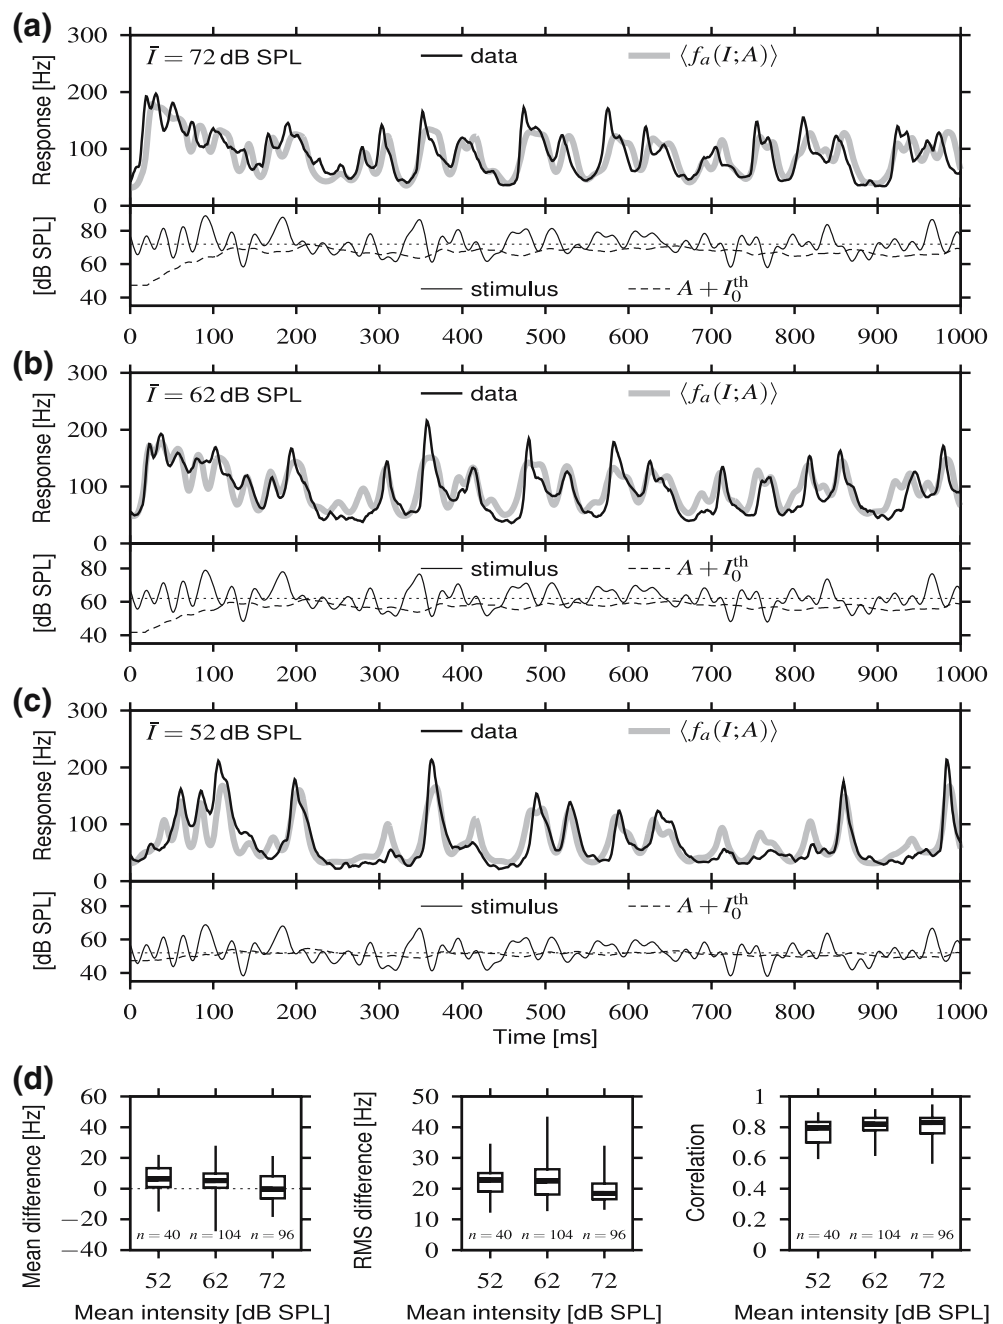 (a)
300
200
100
0
Response [Hz]
Ī = 72 dB SPL
data
⟨f_a(I;A)⟩
80
60
40
[dB SPL]
stimulus
A + I_0^th
0 100 200 300 400 500 600 700 800 900 1000
(b)
300
200
100
0
Response [Hz]
Ī = 62 dB SPL
data
⟨f_a(I;A)⟩
80
60
40
[dB SPL]
stimulus
A + I_0^th
0 100 200 300 400 500 600 700 800 900 1000
(c)
300
200
100
0
Response [Hz]
Ī = 52 dB SPL
data
⟨f_a(I;A)⟩
80
60
40
[dB SPL]
stimulus
A + I_0^th
0 100 200 300 400 500 600 700 800 900 1000
Time [ms]
(d)
60
40
20
0
−20
−40
Mean difference [Hz]
n = 40 n = 104 n = 96
52 62 72
Mean intensity [dB SPL]
50
40
30
20
10
0
RMS difference [Hz]
n = 40 n = 104 n = 96
52 62 72
Mean intensity [dB SPL]
1
0.8
0.6
0.4
0.2
0
Correlation
n = 40 n = 104 n = 96
52 62 72
Mean intensity [dB SPL]